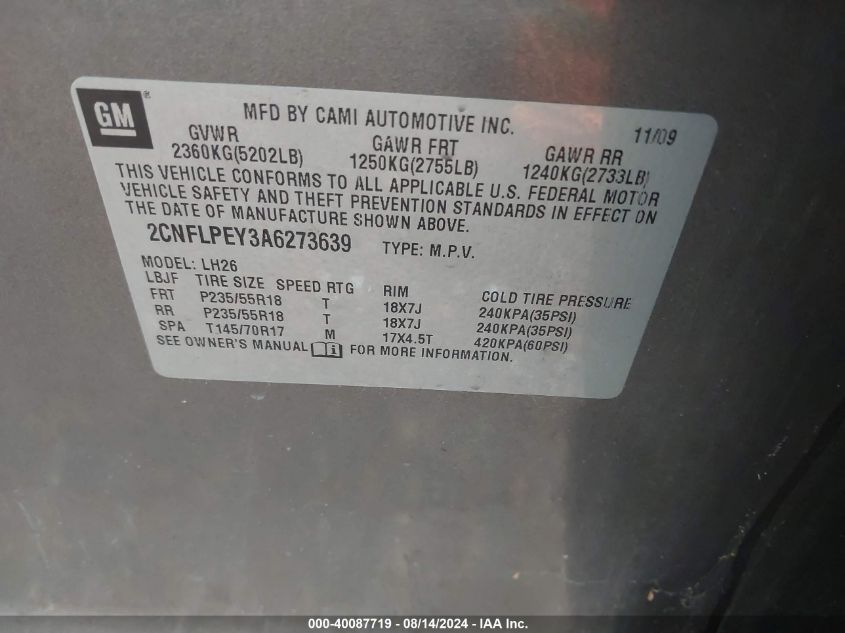 GM®
MFD BY CAMI AUTOMOTIVE INC. 11/09
GVWR GAWR FRT GAWR RR
2360KG(5202LB) 1250KG(2755LB) 1240KG(2733LB)
THIS VEHICLE CONFORMS TO ALL APPLICABLE U.S. FEDERAL MOTOR
VEHICLE SAFETY AND THEFT PREVENTION STANDARDS IN EFFECT ON
THE DATE OF MANUFACTURE SHOWN ABOVE.
2CNFLPEY3A6273639 TYPE: M.P.V.
MODEL: LH26
LBJF TIRE SIZE SPEED RTG RIM COLD TIRE PRESSURE
FRT P235/55R18 T 18X7J 240KPA(35PSI)
RR P235/55R18 T 18X7J 240KPA(35PSI)
SPA T145/70R17 M 17X4.5T 420KPA(60PSI)
SEE OWNER'S MANUAL i FOR MORE INFORMATION.
000-40087719 - 08/14/2024 - IAA Inc.